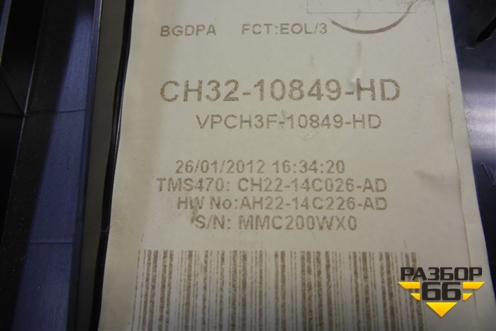 BGDPA FCT:EOL/3
CH32-10849-HD
VPCH3F-10849-HD
26/01/2012 16:34:20
TMS470: CH22-14C026-AD
HW No:AH22-14C226-AD
S/N: MMC200WX0
РАЗБОР
66